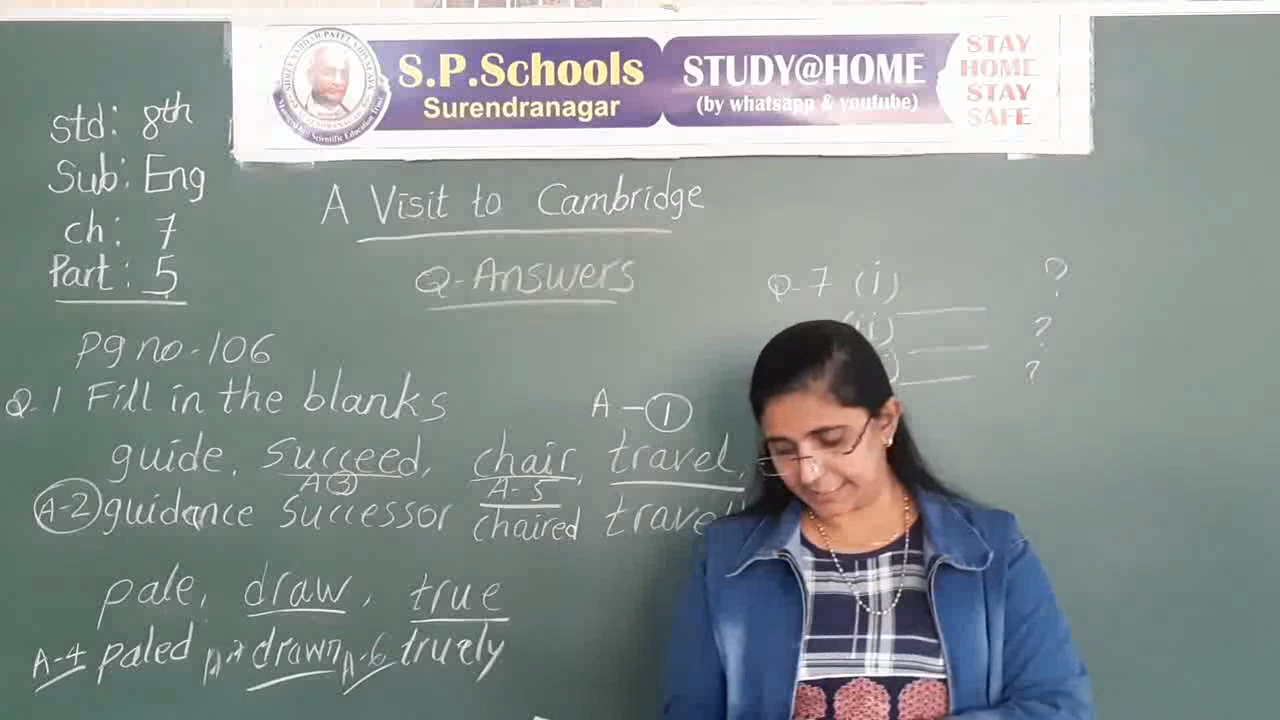 S.P.Schools
Surendranagar
STUDY@HOME
(by whatsapp & youtube)
STAY
HOME
STAY
SAFE
std: 8th
Sub: Eng
ch: 7
Part: 5
A Visit to Cambridge
Q-Answers
Q-7 (i) ?
(ii) ?
?
Pg no-106
Q-1 Fill in the blanks
A-1
guide, succeed, chair, travel,
A3 A-5
A-2 guidance successor chaired
pale, draw, true
A-4 paled drawn A-6 truely